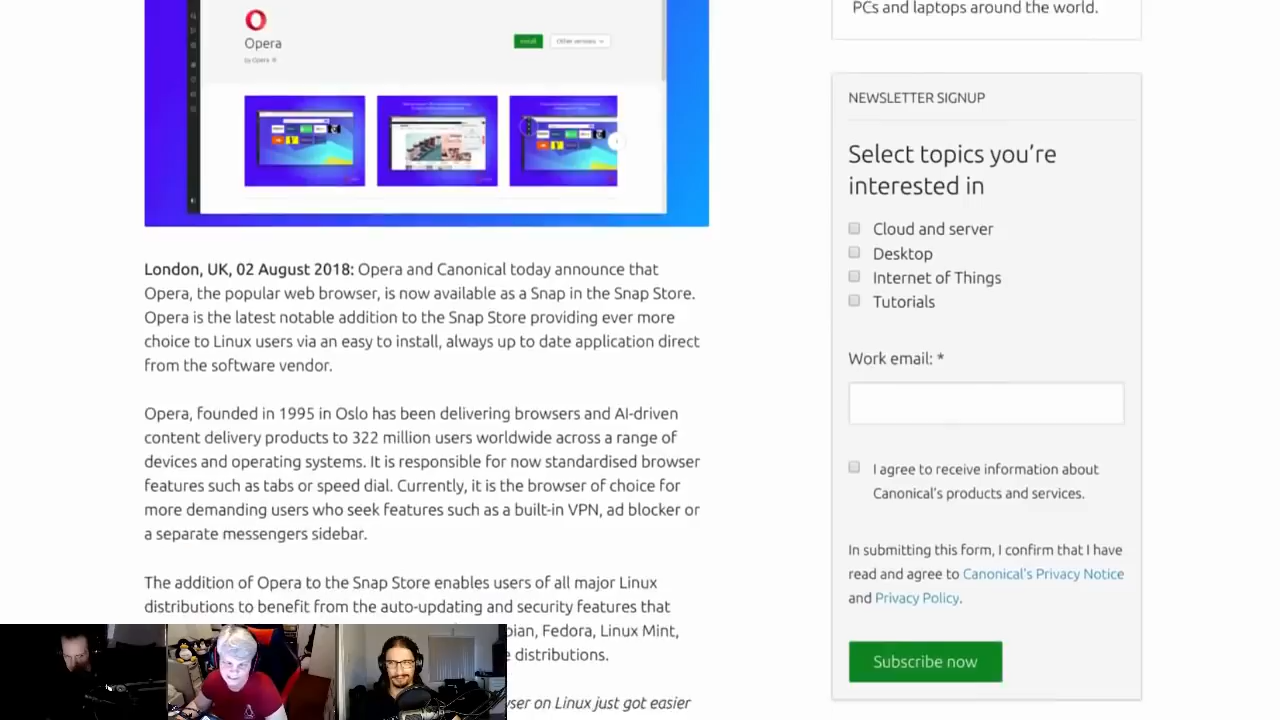 Opera
by Opera
Install
Other versions
London, UK, 02 August 2018: Opera and Canonical today announce that
Opera, the popular web browser, is now available as a Snap in the Snap Store.
Opera is the latest notable addition to the Snap Store providing ever more
choice to Linux users via an easy to install, always up to date application direct
from the software vendor.
Opera, founded in 1995 in Oslo has been delivering browsers and AI-driven
content delivery products to 322 million users worldwide across a range of
devices and operating systems. It is responsible for now standardised browser
features such as tabs or speed dial. Currently, it is the browser of choice for
more demanding users who seek features such as a built-in VPN, ad blocker or
a separate messengers sidebar.
The addition of Opera to the Snap Store enables users of all major Linux
distributions to benefit from the auto-updating and security features that
bian, Fedora, Linux Mint,
e distributions.
wser on Linux just got easier
PCs and laptops around the world.
NEWSLETTER SIGNUP
Select topics you're
interested in
Cloud and server
Desktop
Internet of Things
Tutorials
Work email: *
I agree to receive information about
Canonical's products and services.
In submitting this form, I confirm that I have
read and agree to Canonical's Privacy Notice
and Privacy Policy.
Subscribe now